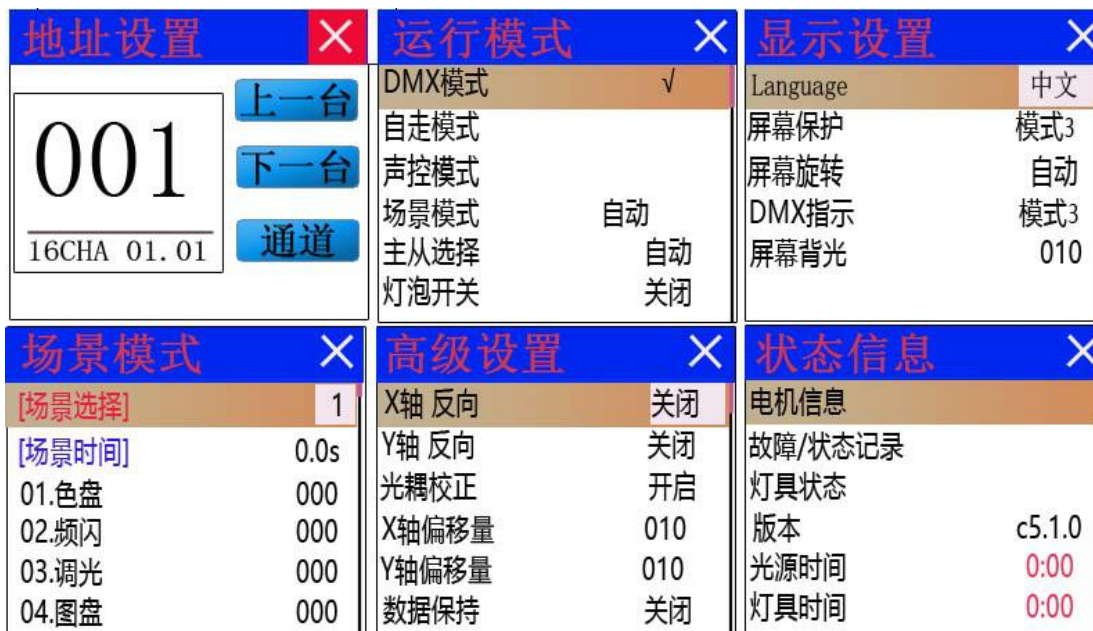 地址设置
001
16CHA 01.01
上一台
下一台
通道
运行模式
DMX模式 √
自走模式
声控模式
场景模式 自动
主从选择 自动
灯泡开关 关闭
显示设置
Language 中文
屏幕保护 模式3
屏幕旋转 自动
DMX指示 模式3
屏幕背光 010
场景模式
[场景选择] 1
[场景时间] 0.0s
01.色盘 000
02.频闪 000
03.调光 000
04.图盘 000
高级设置
X轴 反向 关闭
Y轴 反向 关闭
光耦校正 开启
X轴偏移量 010
Y轴偏移量 010
数据保持 关闭
状态信息
电机信息
故障/状态记录
灯具状态
版本 c5.1.0
光源时间 0:00
灯具时间 0:00